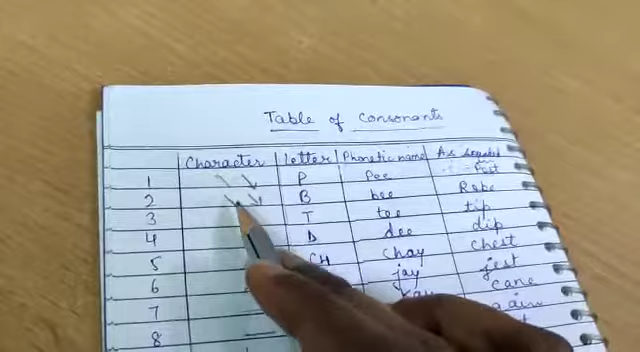 Table of Consonants
Character Letter Phonetic name As
1 P Pee Post
2 B bee Robe
3 T tee tip
4 D dee dip
5 CH chay chest
6 jay jest
7 cane
8